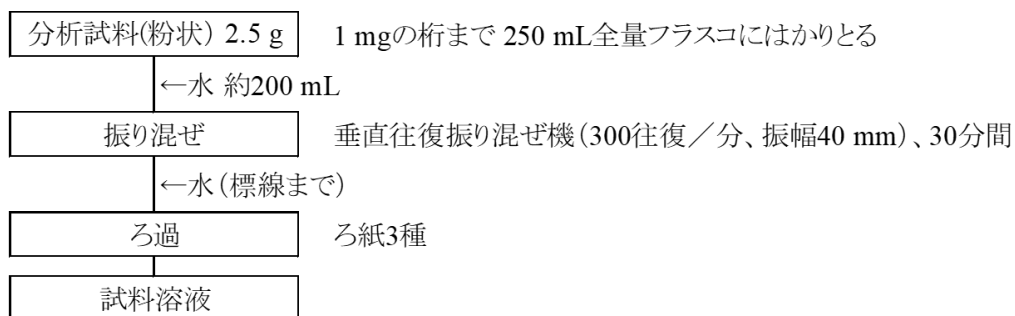 分析試料(粉状) 2.5 g 1 mgの桁まで 250 mL全量フラスコにはかりとる
←水 約200 mL
振り混ぜ 垂直往復振り混ぜ機(300往復／分、振幅40 mm)、30分間
←水(標線まで)
ろ過 ろ紙3種
試料溶液